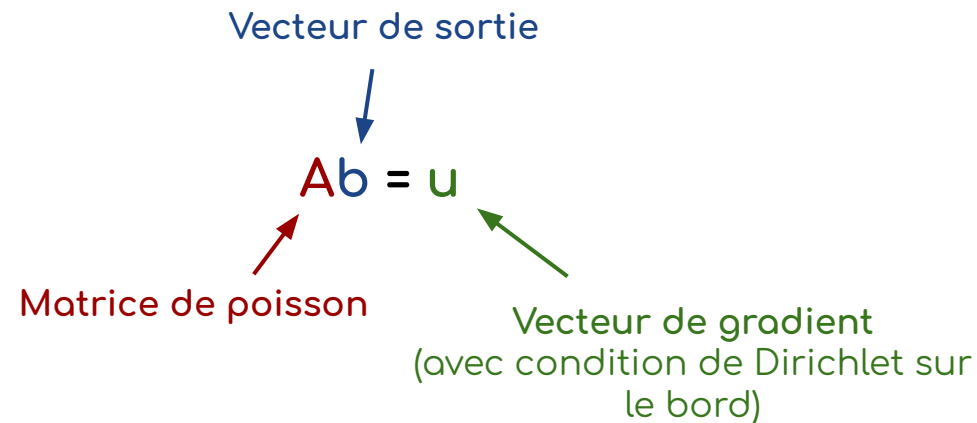 Vecteur de sortie
Ab = u
Matrice de poisson
Vecteur de gradient
(avec condition de Dirichlet sur
le bord)